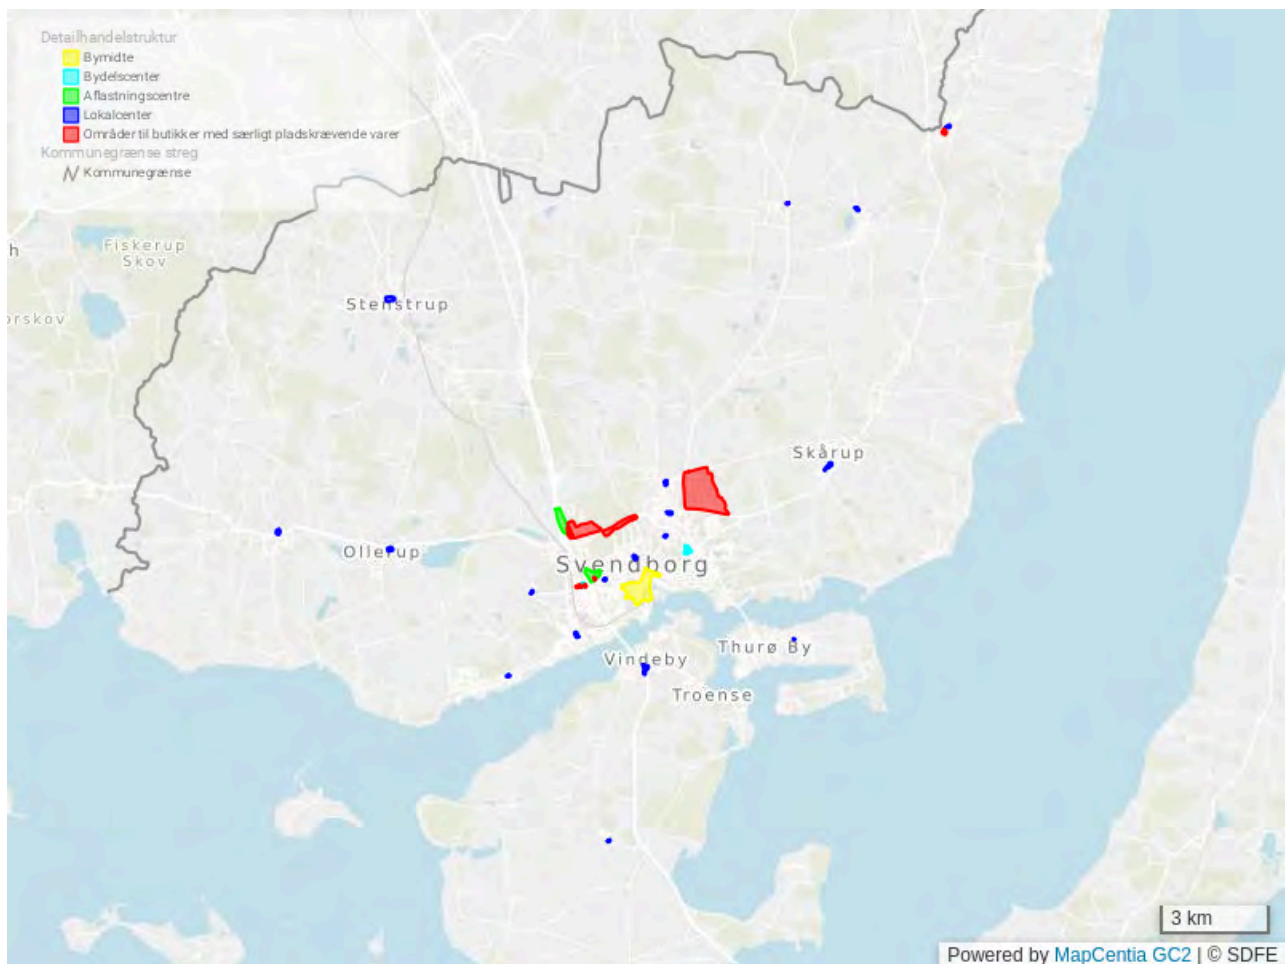 Detailhandelstruktur
Bymidte
Bydelscenter
Aflastningscentre
Lokalcenter
Områder til butikker med særligt pladskrævende varer
Kommunegrænse streg
Kommunegrænse
h
Fiskerup
Skov
orskov
Stenstrup
Skårup
Ollerup
Svendborg
Thurø By
Vindeby
Troense
3 km
Powered by MapCentia GC2 | © SDFE